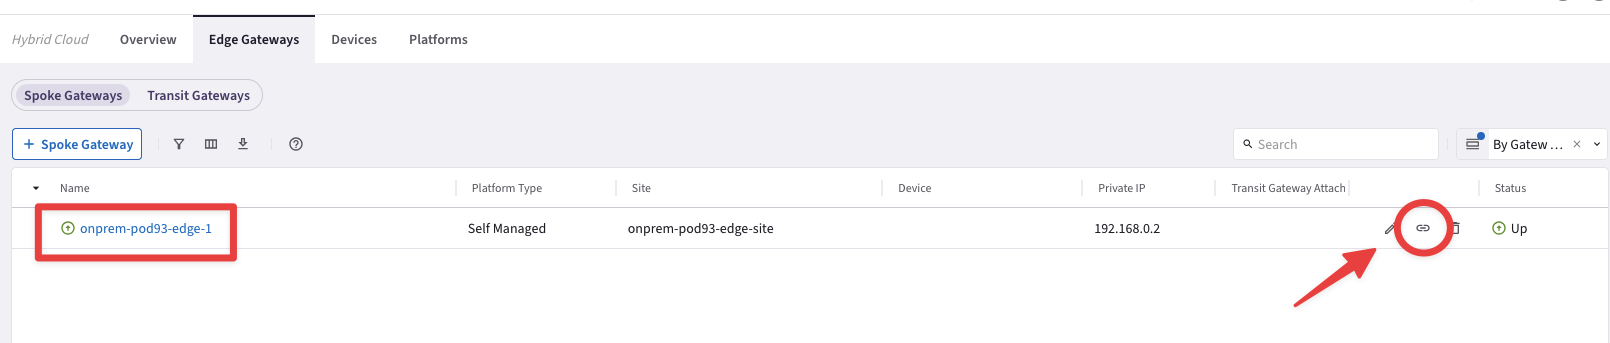 Hybrid Cloud Overview Edge Gateways Devices Platforms
Spoke Gateways Transit Gateways
+ Spoke Gateway Search By Gatew ...
Name Platform Type Site Device Private IP Transit Gateway Attach Status
onprem-pod93-edge-1 Self Managed onprem-pod93-edge-site 192.168.0.2 Up